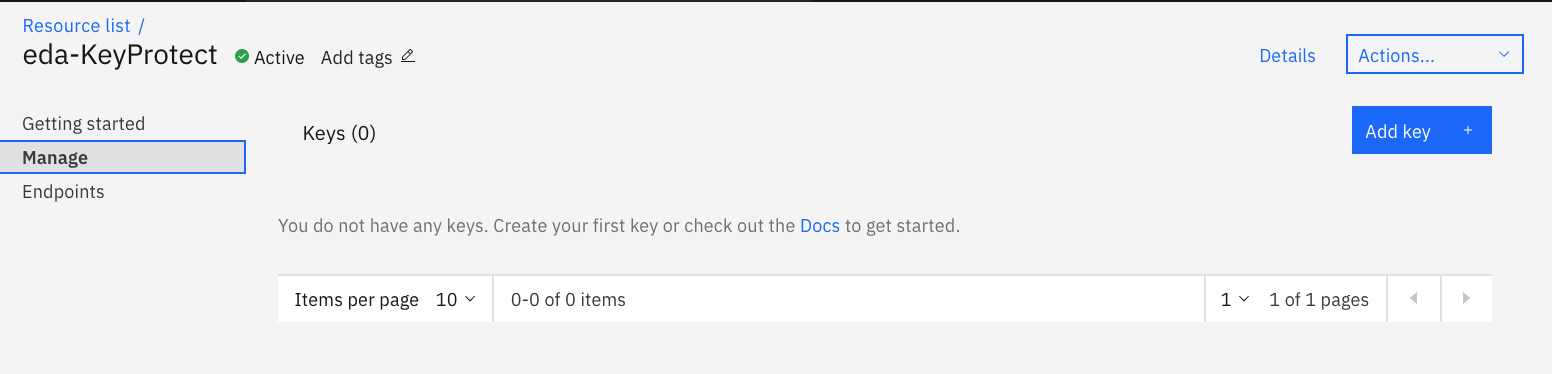 Resource list /
eda-KeyProtect Active Add tags Details Actions...
Getting started
Manage
Endpoints
Keys (0) Add key +
You do not have any keys. Create your first key or check out the Docs to get started.
Items per page 10 0-0 of 0 items 1 1 of 1 pages